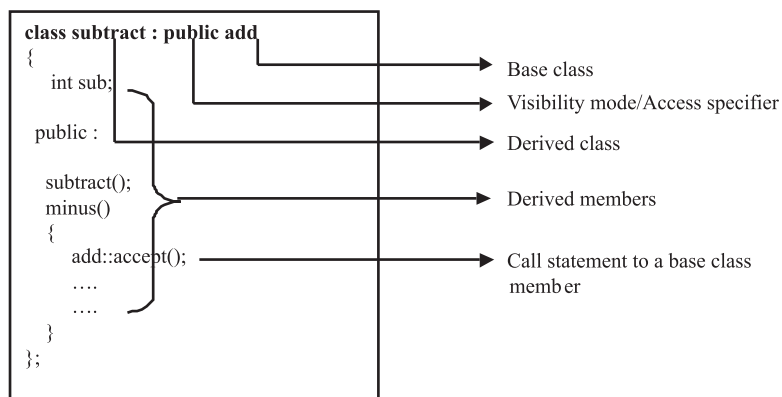 class subtract : public add
{
int sub;
public :
subtract();
minus()
{
add::accept();
....
....
}
};
Base class
Visibility mode/Access specifier
Derived class
Derived members
Call statement to a base class
member